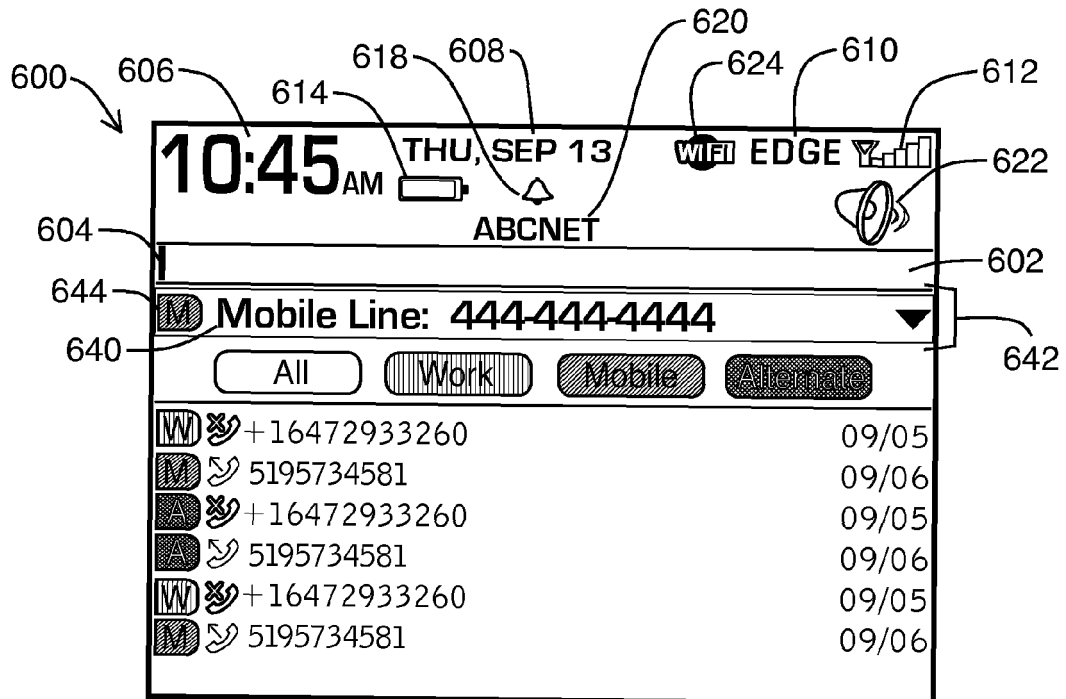 620
618 608 624 610
600 606 614 612
10:45 AM THU, SEP 13 WIFI EDGE
622
ABCNET
604 602
644 M Mobile Line: 444-444-4444
640 642
All Work Mobile Alternate
W +16472933260 09/05
M 5195734581 09/06
A +16472933260 09/05
A 5195734581 09/06
W +16472933260 09/05
M 5195734581 09/06